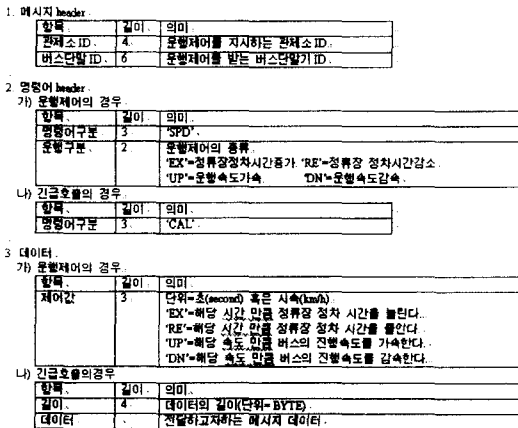 1. 메시지 header
항목 길이 의미
관제소 ID 4 운행제어를 지시하는 관제소 ID
버스단말 ID 6 운행제어를 받는 버스단말기 ID
2 명령어 header
가) 운행제어의 경우
항목 길이 의미
명령어구분 3 'SPD'
운행구분 2 운행제어의 종류
'EX'=정류장정차시간증가 'RE'=정류장 정차시간감소
'UP'=운행속도가속 'DN'=운행속도감속
나) 긴급호출의 경우
항목 길이 의미
명령어구분 3 'CAL'
3 데이터
가) 운행제어의 경우
항목 길이 의미
제어값 3 단위=초(second) 혹은 시속(km/h)
'EX'=해당 시간 만큼 정류장 정차 시간을 늘린다.
'RE'=해당 시간 만큼 정류장 정차 시간을 줄인다.
'UP'=해당 속도 만큼 버스의 진행속도를 가속한다.
'DN'=해당 속도 만큼 버스의 진행속도를 감속한다.
나) 긴급호출의경우
항목 길이 의미
길이 4 데이터의 길이(단위= BYTE)
데이터 전달하고자하는 메시지 데이터